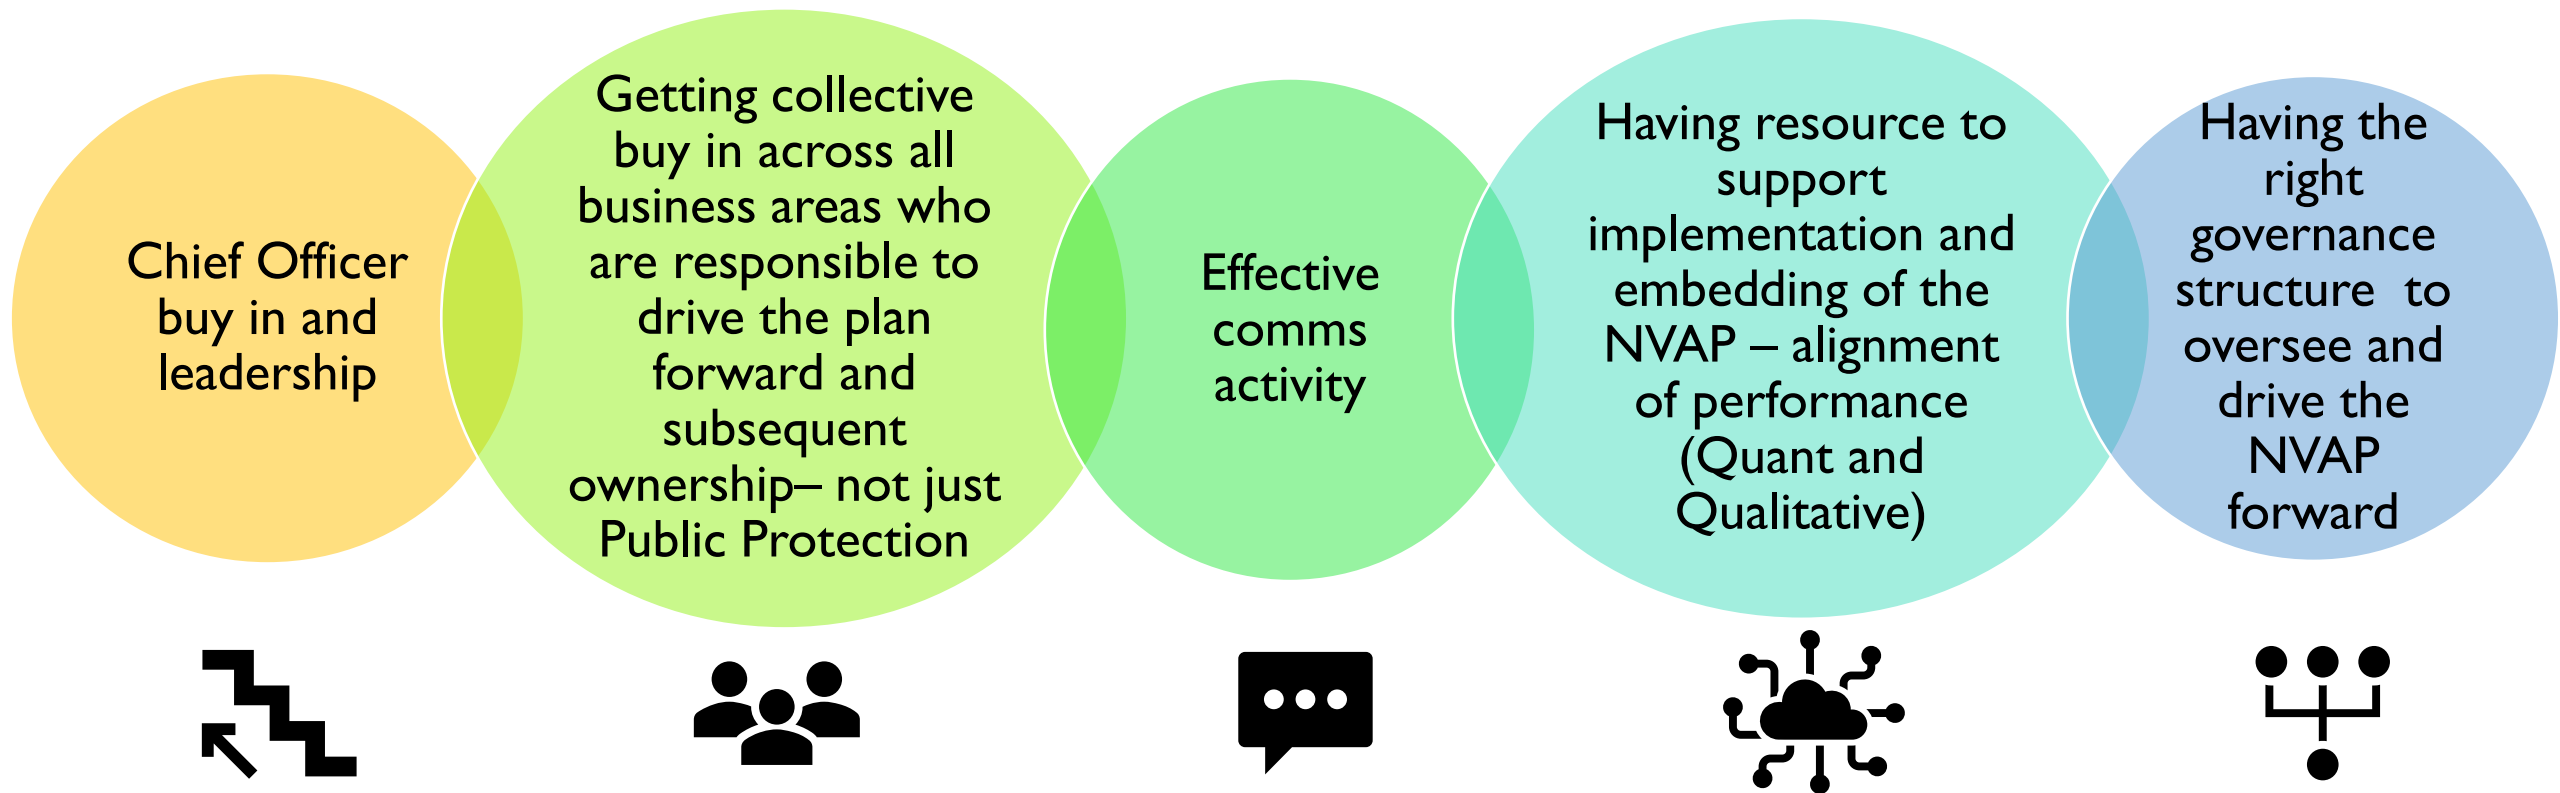 Chief Officer
buy in and
leadership
Getting collective
buy in across all
business areas who
are responsible to
drive the plan
forward and
subsequent
ownership– not just
Public Protection
Effective
comms
activity
Having resource to
support
implementation and
embedding of the
NVAP – alignment
of performance
(Quant and
Qualitative)
Having the
right
governance
structure  to
oversee and
drive the
NVAP
forward